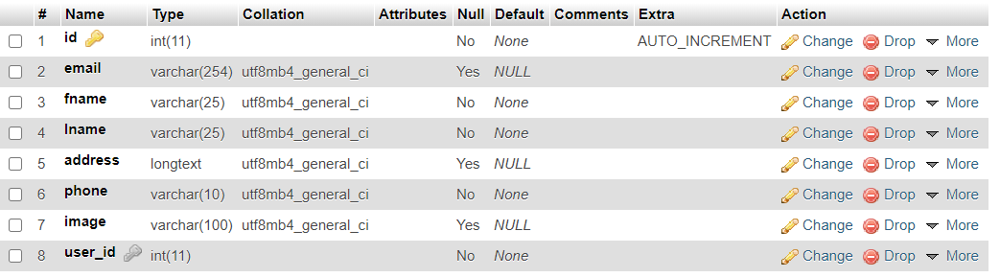 # Name Type Collation Attributes Null Default Comments Extra Action
1 id int(11) No None AUTO_INCREMENT Change Drop More
2 email varchar(254) utf8mb4_general_ci Yes NULL Change Drop More
3 fname varchar(25) utf8mb4_general_ci No None Change Drop More
4 lname varchar(25) utf8mb4_general_ci No None Change Drop More
5 address longtext utf8mb4_general_ci Yes NULL Change Drop More
6 phone varchar(10) utf8mb4_general_ci No None Change Drop More
7 image varchar(100) utf8mb4_general_ci Yes NULL Change Drop More
8 user_id int(11) No None Change Drop More